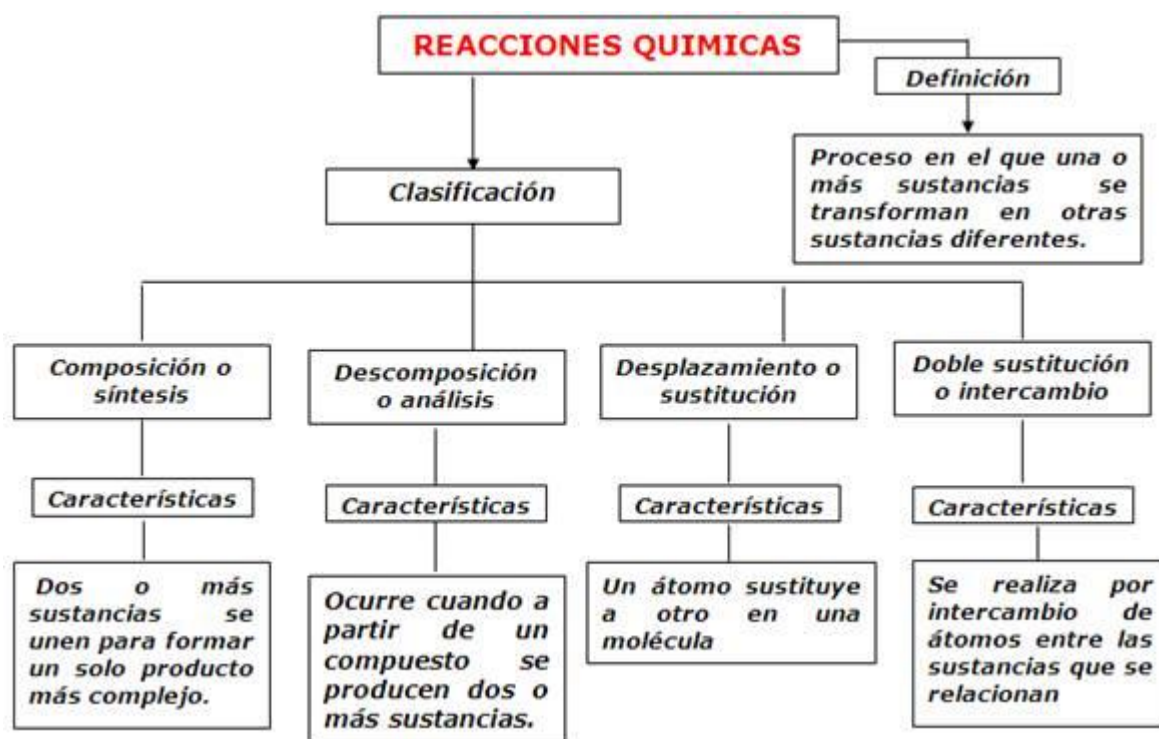 REACCIONES QUIMICAS
Definición
Proceso en el que una o
más sustancias se
transforman en otras
sustancias diferentes.
Clasificación
Composición o
síntesis
Características
Dos o más
sustancias se
unen para formar
un solo producto
más complejo.
Descomposición
o análisis
Características
Ocurre cuando a
partir de un
compuesto se
producen dos o
más sustancias.
Desplazamiento o
sustitución
Características
Un átomo sustituye
a otro en una
molécula
Doble sustitución
o intercambio
Características
Se realiza por
intercambio de
átomos entre las
sustancias que se
relacionan